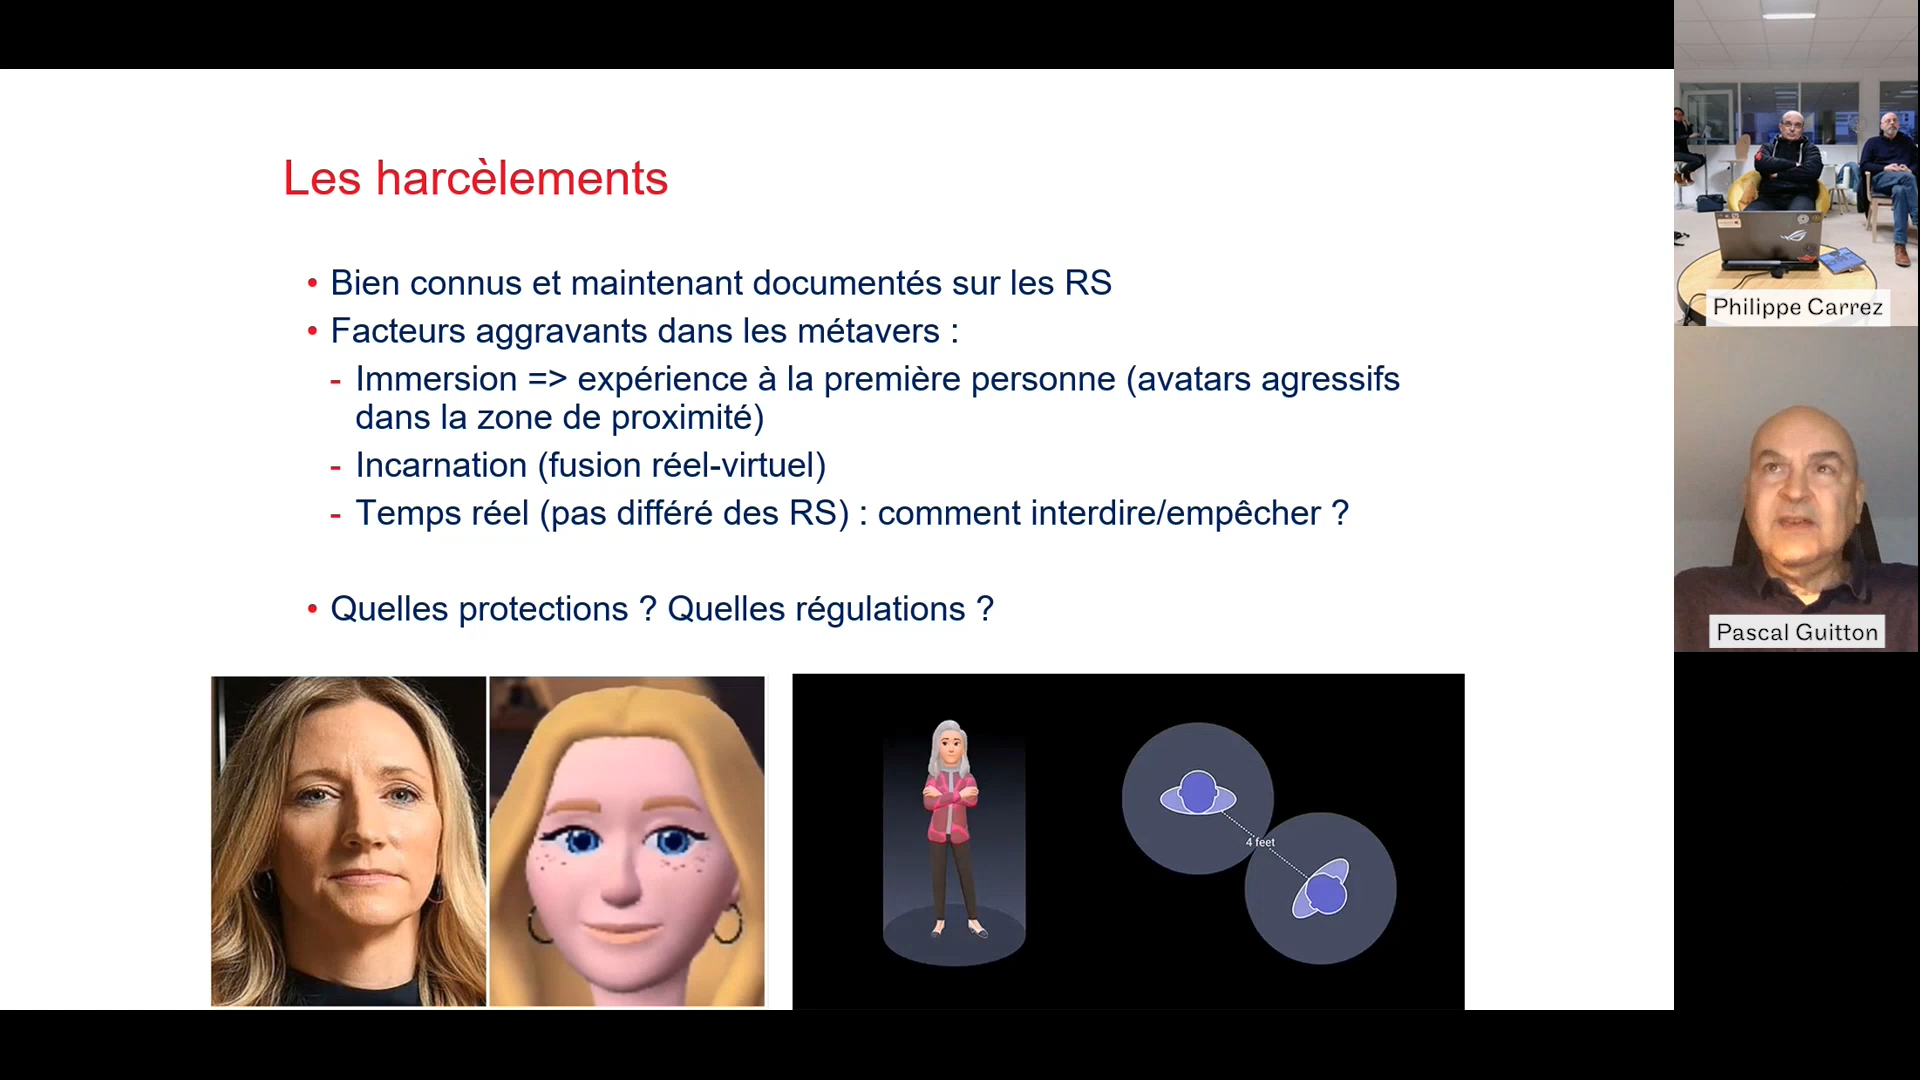 Les harcèlements
• Bien connus et maintenant documentés sur les RS
• Facteurs aggravants dans les métavers :
- Immersion => expérience à la première personne (avatars agressifs
dans la zone de proximité)
- Incarnation (fusion réel-virtuel)
- Temps réel (pas différé des RS) : comment interdire/empêcher ?
• Quelles protections ? Quelles régulations ?
4 feet
Philippe Carrez
Pascal Guitton